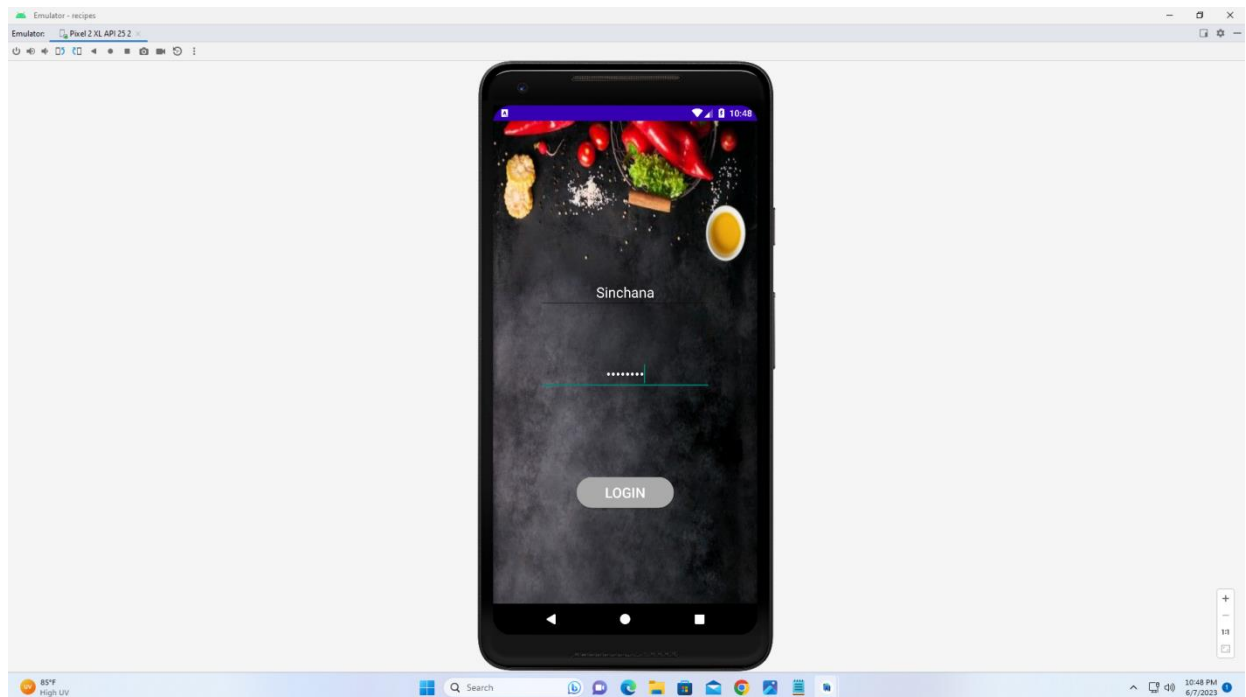 Emulator - recipes
Emulator: Pixel 2 XL API 25 2
10:48
Sinchana
••••••••
LOGIN
1:1
85°F
High UV
Search
10:48 PM
6/7/2023